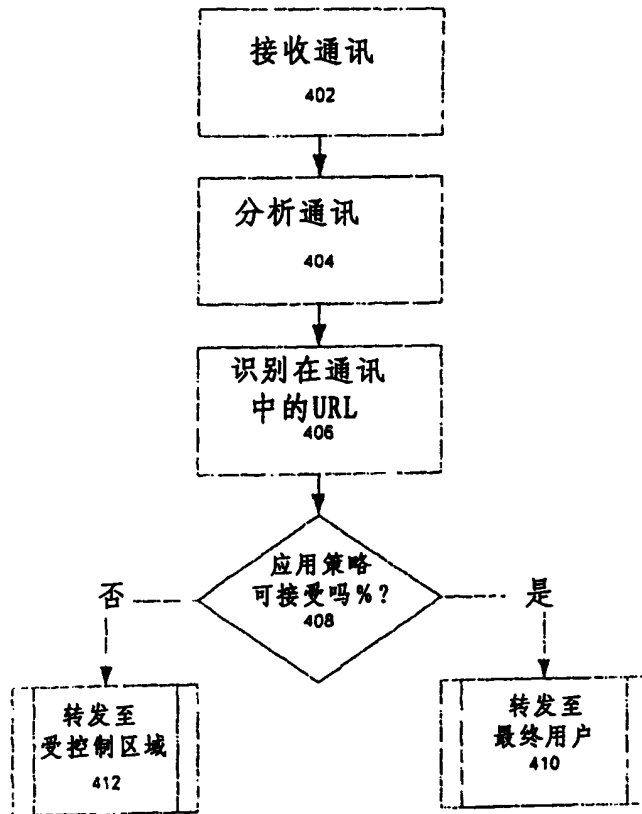 接收通讯
402
分析通讯
404
识别在通讯
中的URL
406
应用策略
可接受吗%?
408
否
是
转发至
受控制区域
412
转发至
最终用户
410